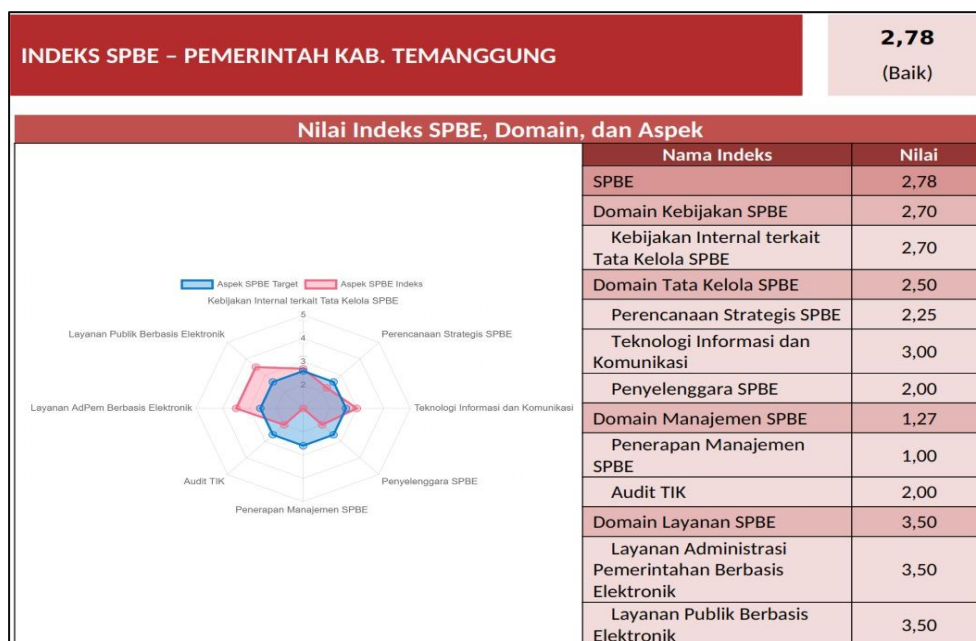 INDEKS SPBE – PEMERINTAH KAB. TEMANGGUNG
2,78
(Baik)
Nilai Indeks SPBE, Domain, dan Aspek
Nama Indeks Nilai
SPBE 2,78
Domain Kebijakan SPBE 2,70
Kebijakan Internal terkait
Tata Kelola SPBE 2,70
Domain Tata Kelola SPBE 2,50
Perencanaan Strategis SPBE 2,25
Teknologi Informasi dan
Komunikasi 3,00
Penyelenggara SPBE 2,00
Domain Manajemen SPBE 1,27
Penerapan Manajemen
SPBE 1,00
Audit TIK 2,00
Domain Layanan SPBE 3,50
Layanan Administrasi
Pemerintahan Berbasis
Elektronik 3,50
Layanan Publik Berbasis
Elektronik 3,50
Aspek SPBE Target Aspek SPBE Indeks
Kebijakan Internal terkait Tata Kelola SPBE
5
4
3
2
Layanan Publik Berbasis Elektronik
Perencanaan Strategis SPBE
Layanan AdPem Berbasis Elektronik
Teknologi Informasi dan Komunikasi
Audit TIK
Penyelenggara SPBE
Penerapan Manajemen SPBE